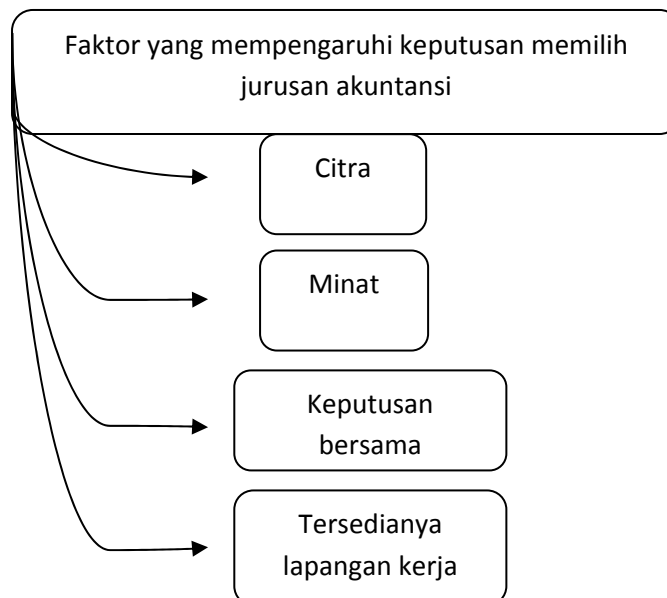 Faktor yang mempengaruhi keputusan memilih
jurusan akuntansi
Citra
Minat
Keputusan
bersama
Tersedianya
lapangan kerja